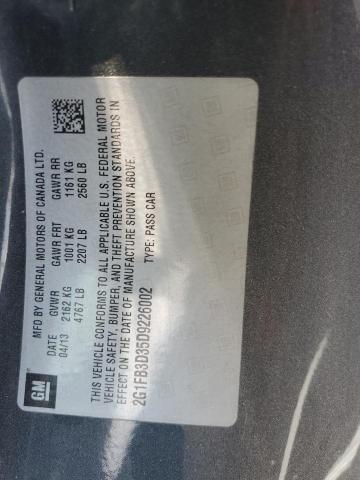 GM
MFD BY GENERAL MOTORS OF CANADA LTD.
DATE GVWR GAWR FRT GAWR RR
04/13 2162 KG 1001 KG 1161 KG
4767 LB 2207 LB 2560 LB
THIS VEHICLE CONFORMS TO ALL APPLICABLE U.S. FEDERAL MOTOR
VEHICLE SAFETY, BUMPER, AND THEFT PREVENTION STANDARDS IN
EFFECT ON THE DATE OF MANUFACTURE SHOWN ABOVE.
2G1FB3D35D9226002 TYPE: PASS CAR